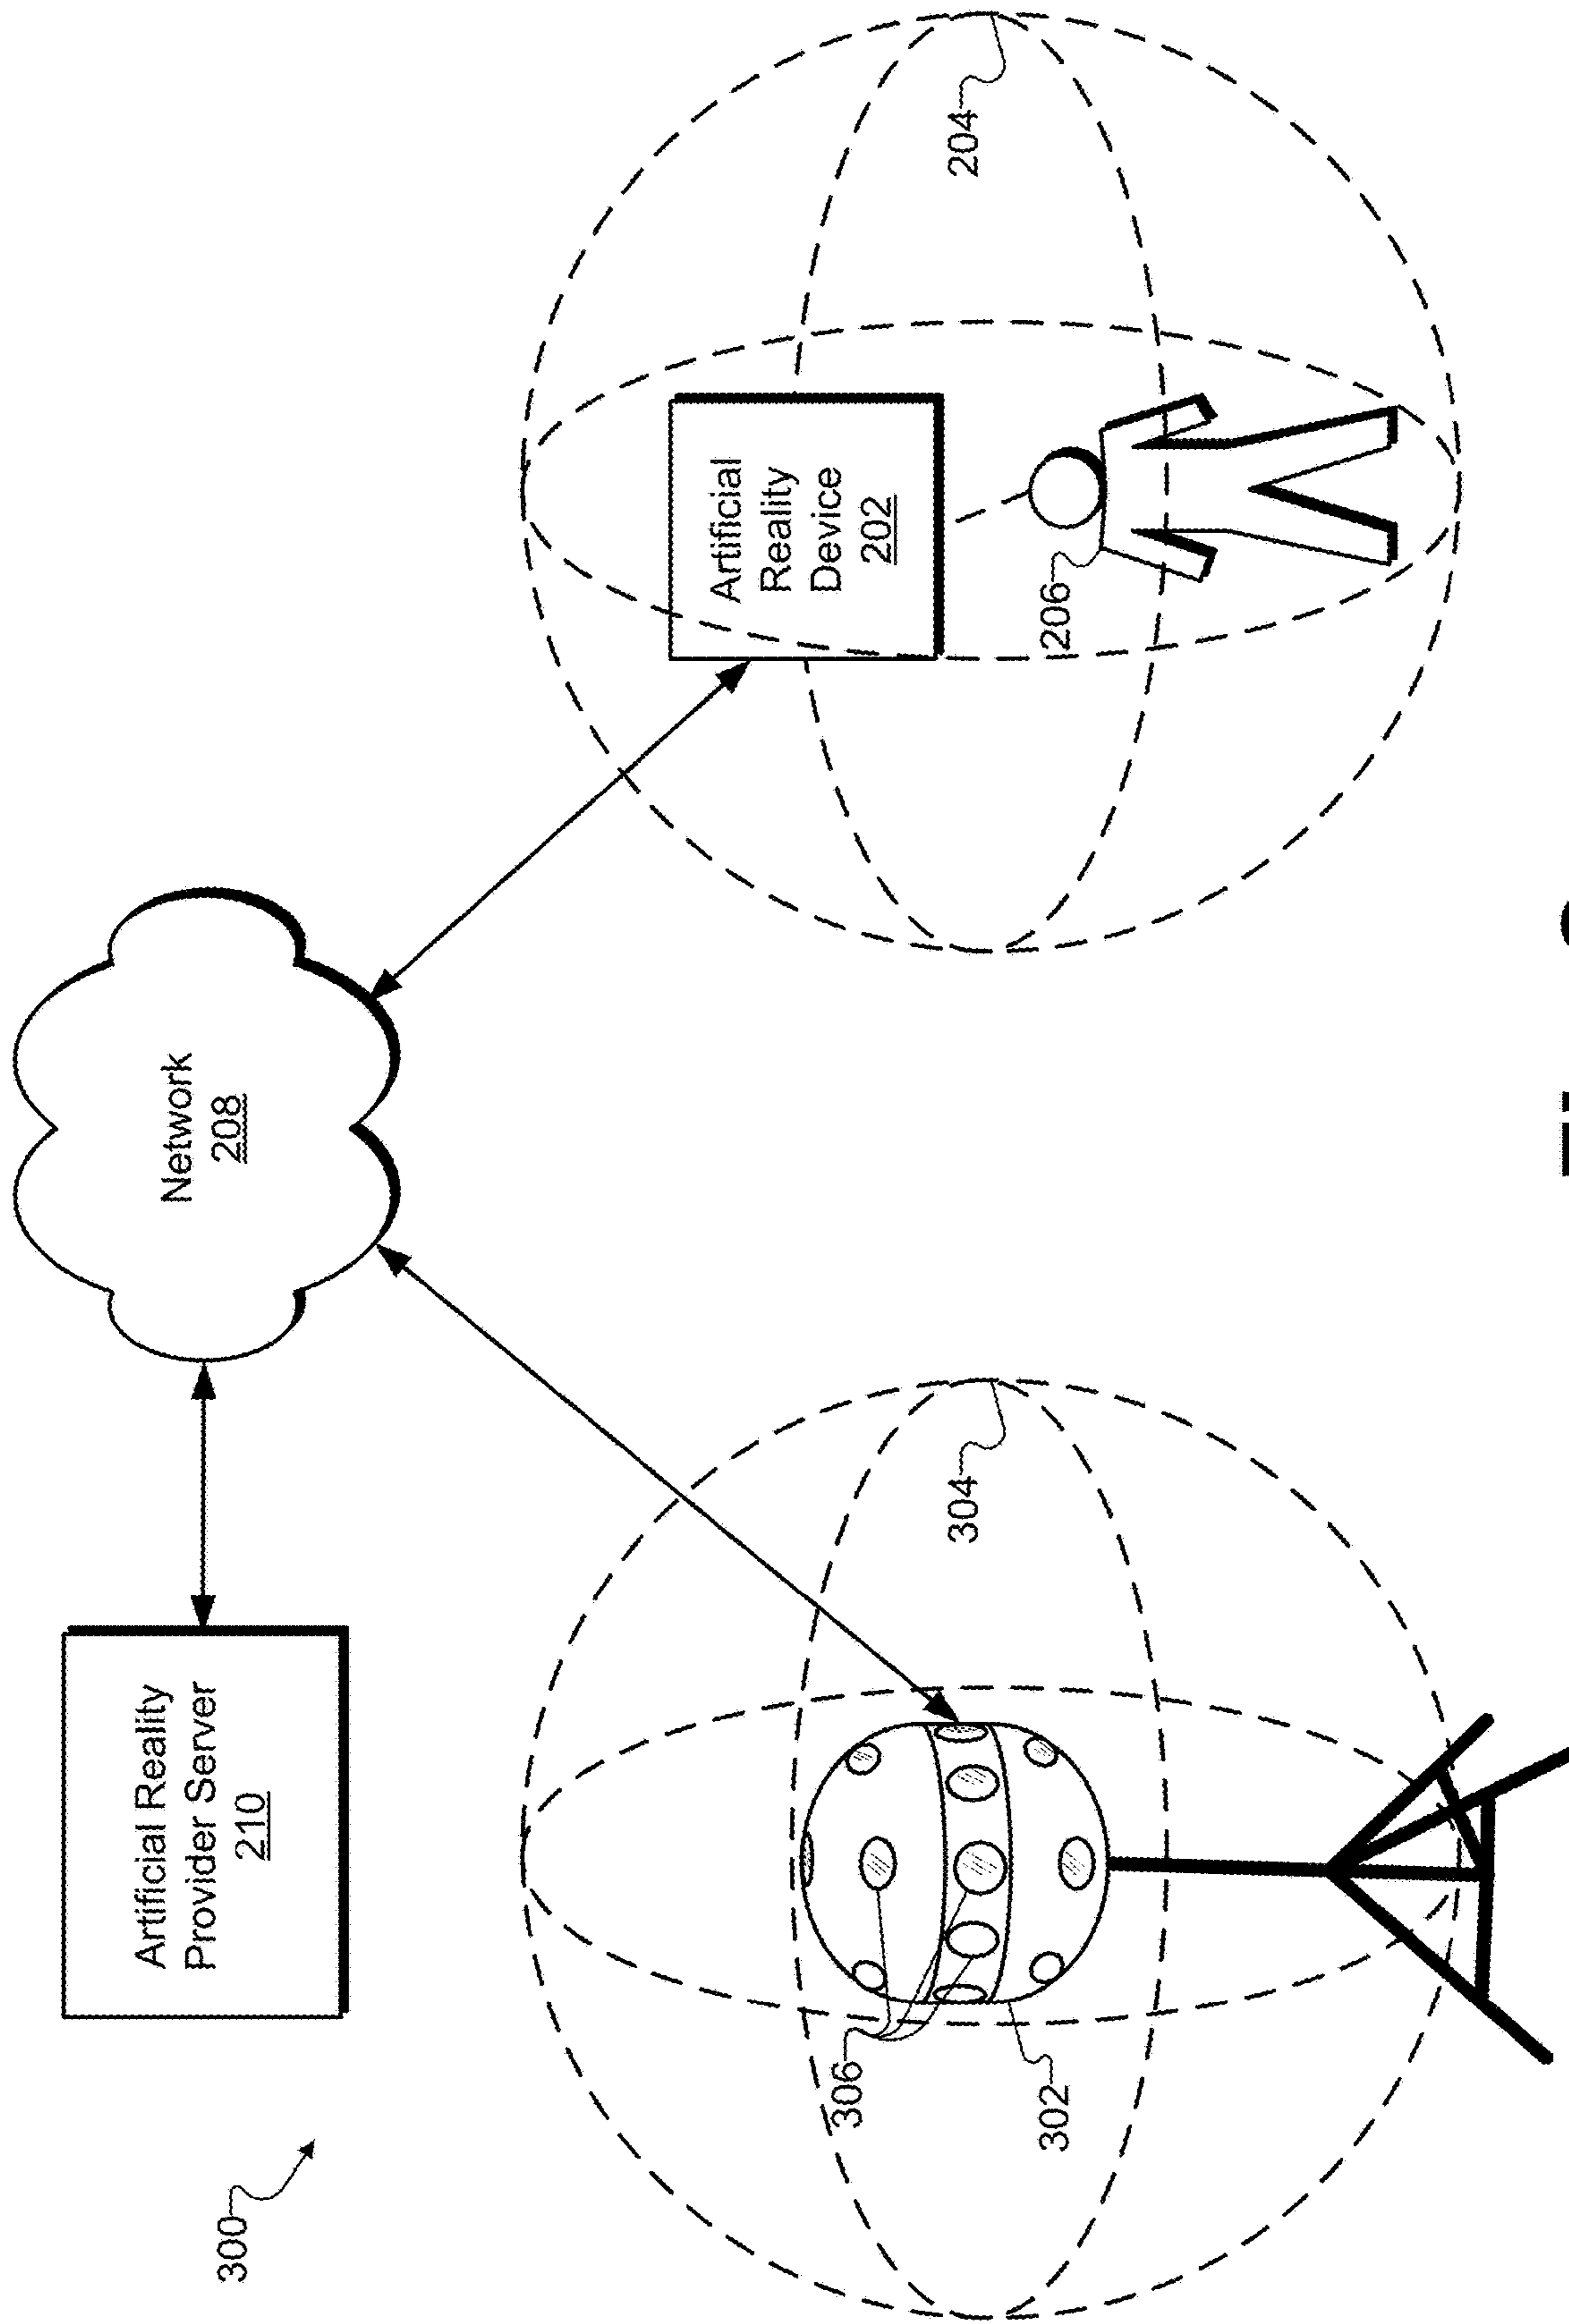 300
Artificial Reality
Provider Server
210
Network
208
306
302
304
Artificial
Reality
Device
202
206
204